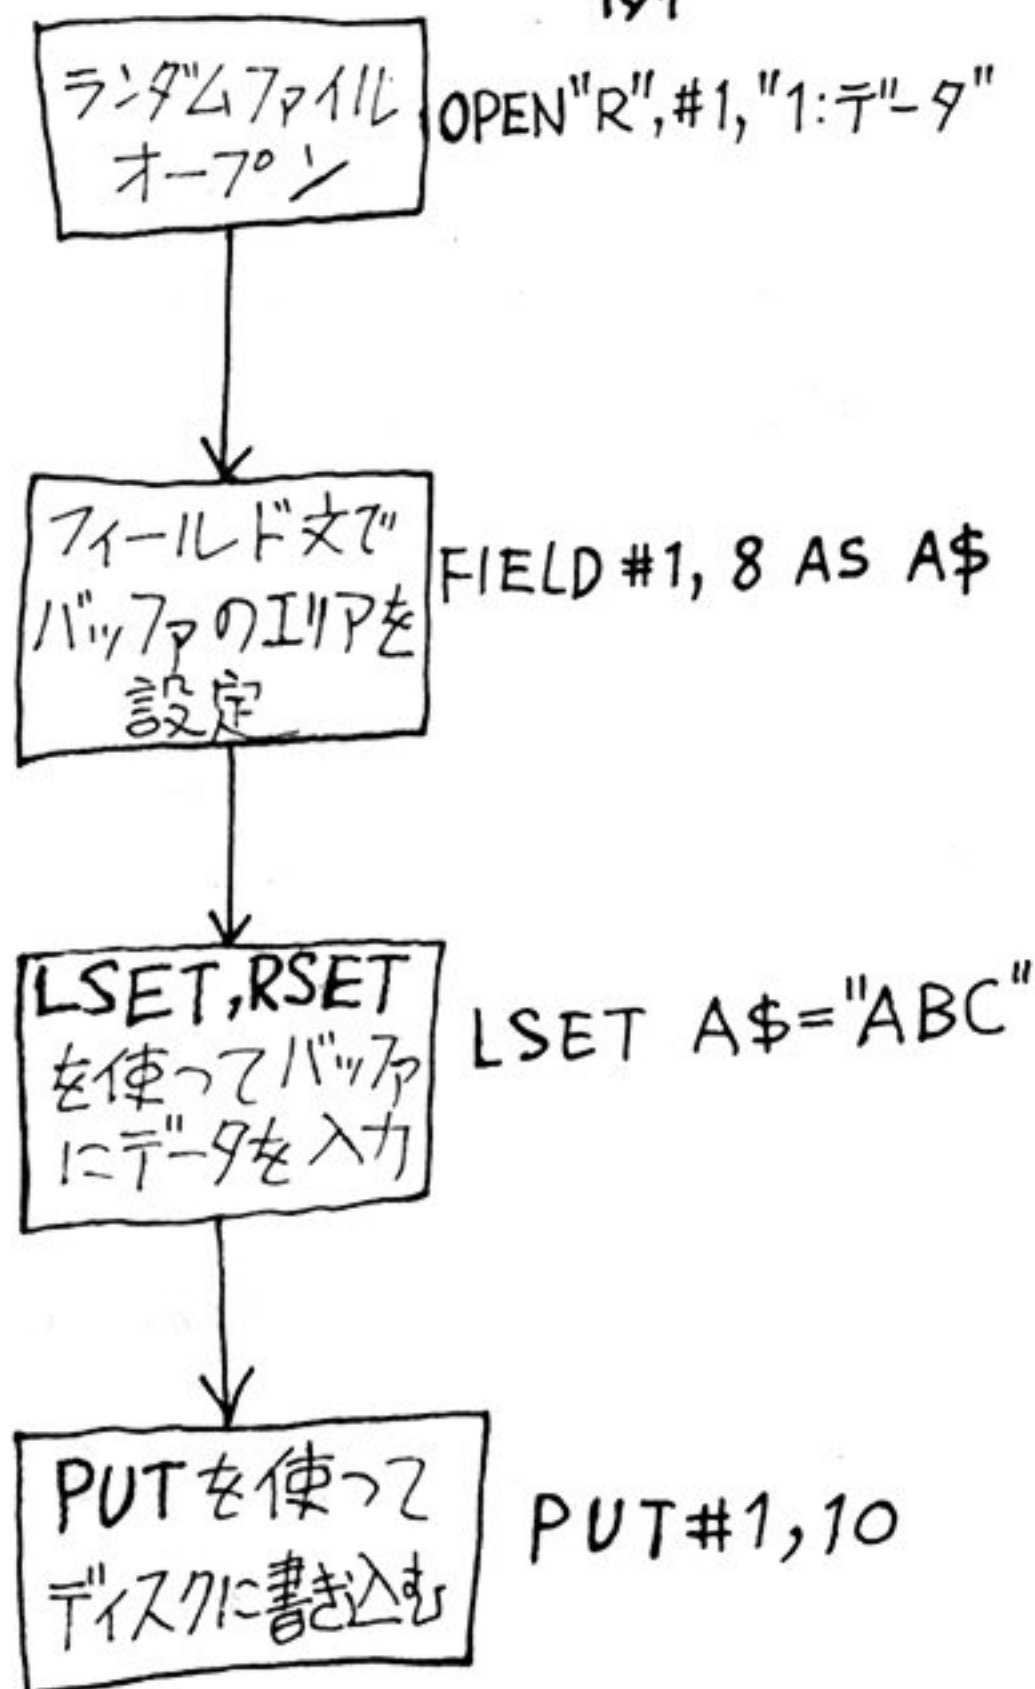 ランダムファイル
オープン
OPEN"R",#1,"1:データ"
フィールド文で
バッファのエリアを
設定
FIELD #1, 8 AS A$
LSET,RSET
を使ってバッファ
にデータを入力
LSET A$="ABC"
PUTを使って
ディスクに書き込む
PUT#1,10